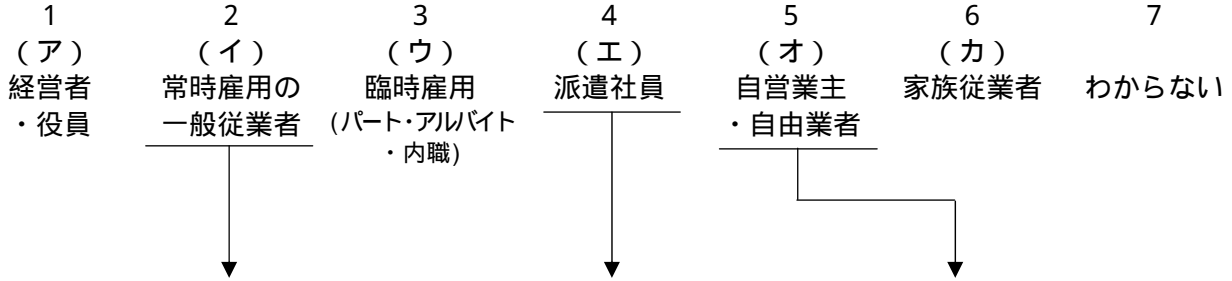 1 2 3 4 5 6 7
(ア) (イ) (ウ) (エ) (オ) (カ)
経営者 常時雇用の 臨時雇用 派遣社員 自営業主 家族従業者 わからない
・役員 一般従業者 (パート・アルバイト ・自由業者
・内職)